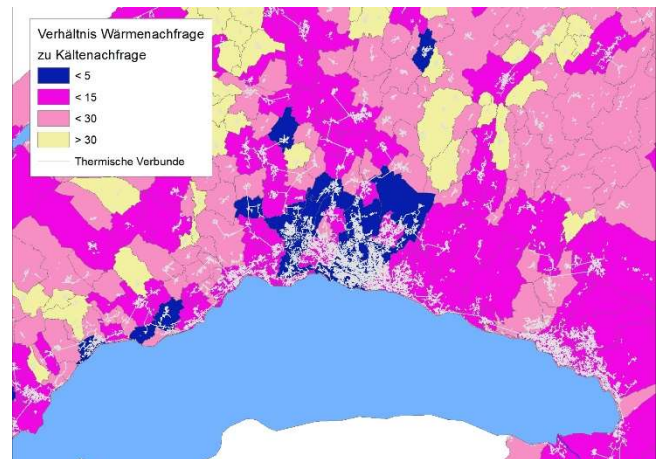 Verhältnis Wärmenachfrage
zu Kältenachfrage
< 5
< 15
< 30
> 30
Thermische Verbunde